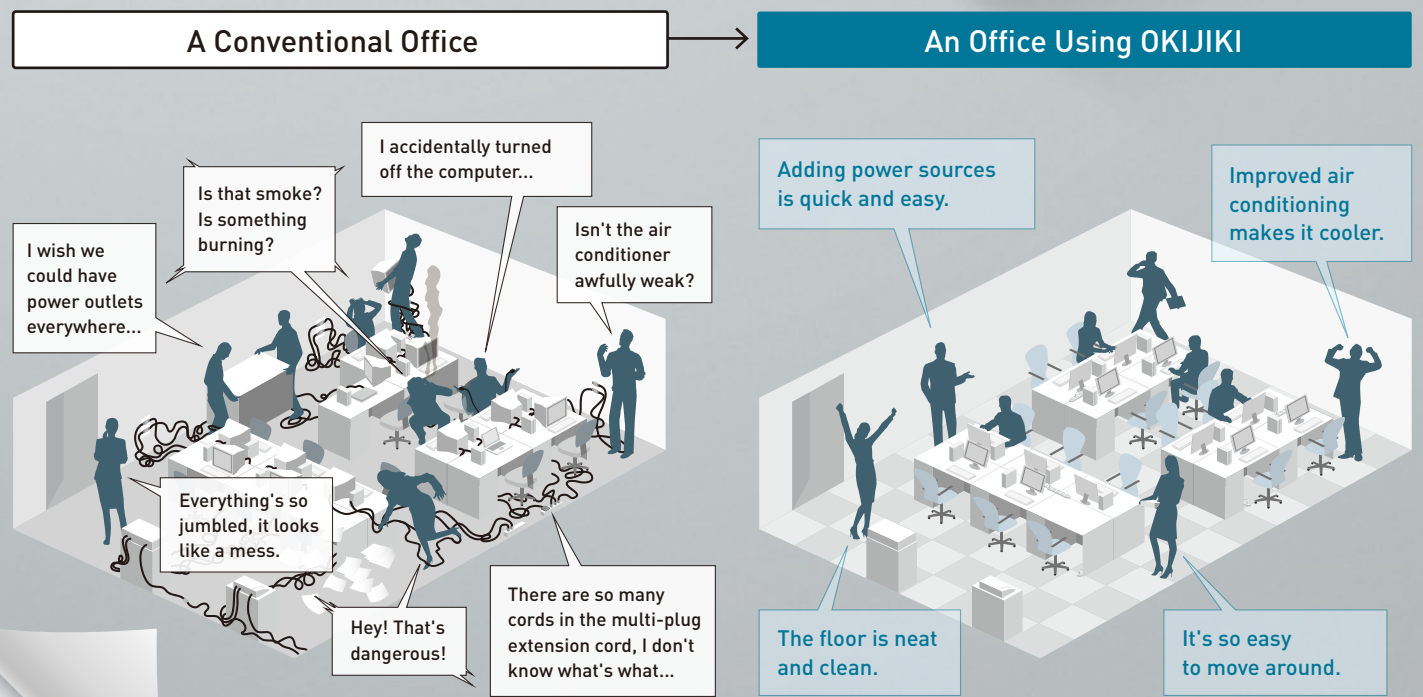 A Conventional Office
An Office Using OKIJIKI
I wish we
could have
power outlets
everywhere...
Is that smoke?
Is something
burning?
I accidentally turned
off the computer...
Isn't the air
conditioner
awfully weak?
Everything's so
jumbled, it looks
like a mess.
Hey! That's
dangerous!
There are so many
cords in the multi-plug
extension cord, I don't
know what's what...
Adding power sources
is quick and easy.
Improved air
conditioning
makes it cooler.
The floor is neat
and clean.
It's so easy
to move around.